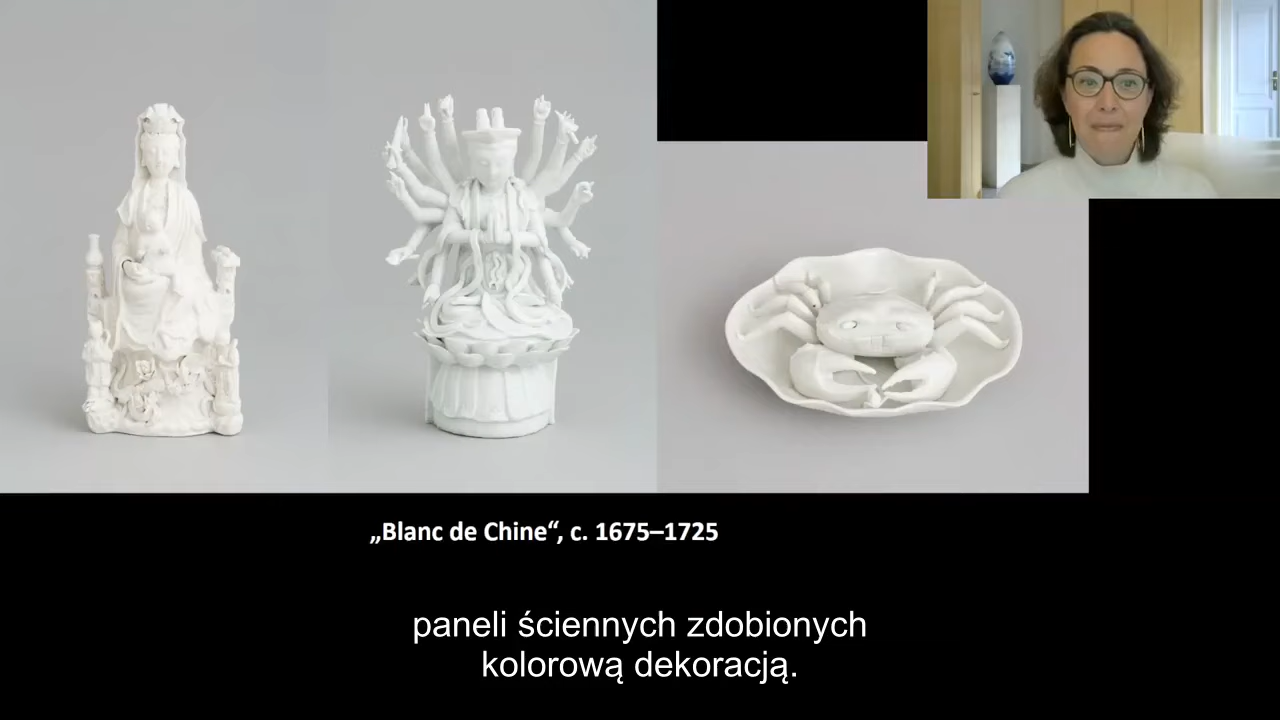 „Blanc de Chine“, c. 1675–1725
paneli ściennych zdobionych
kolorową dekoracją.